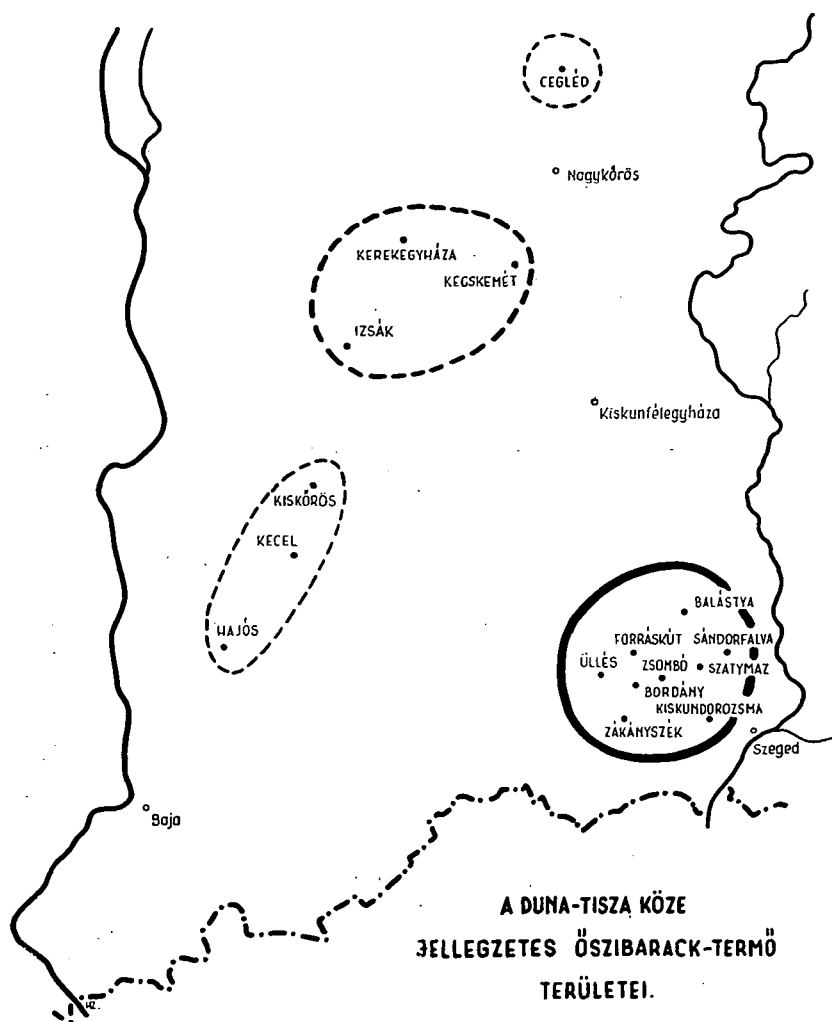 CEGLÉD
Nagykőrös
KEREKEGYHÁZA
KECSKEMÉT
IZSÁK
Kiskunfélegyháza
KISKŐRÖS
KECEL
HAJÓS
BALÁSTYA
FORRÁSKÚT SÁNDORFALVA
ÜLLÉS ZSOMBÓ SZATYMAZ
BORDÁNY
KISKUNDOROZSMA
ZÁKÁNYSZÉK
Szeged
Baja
A DUNA-TISZA KÖZE
JELLEGZETES ŐSZIBARACK-TERMŐ
TERÜLETEI.
HZ.